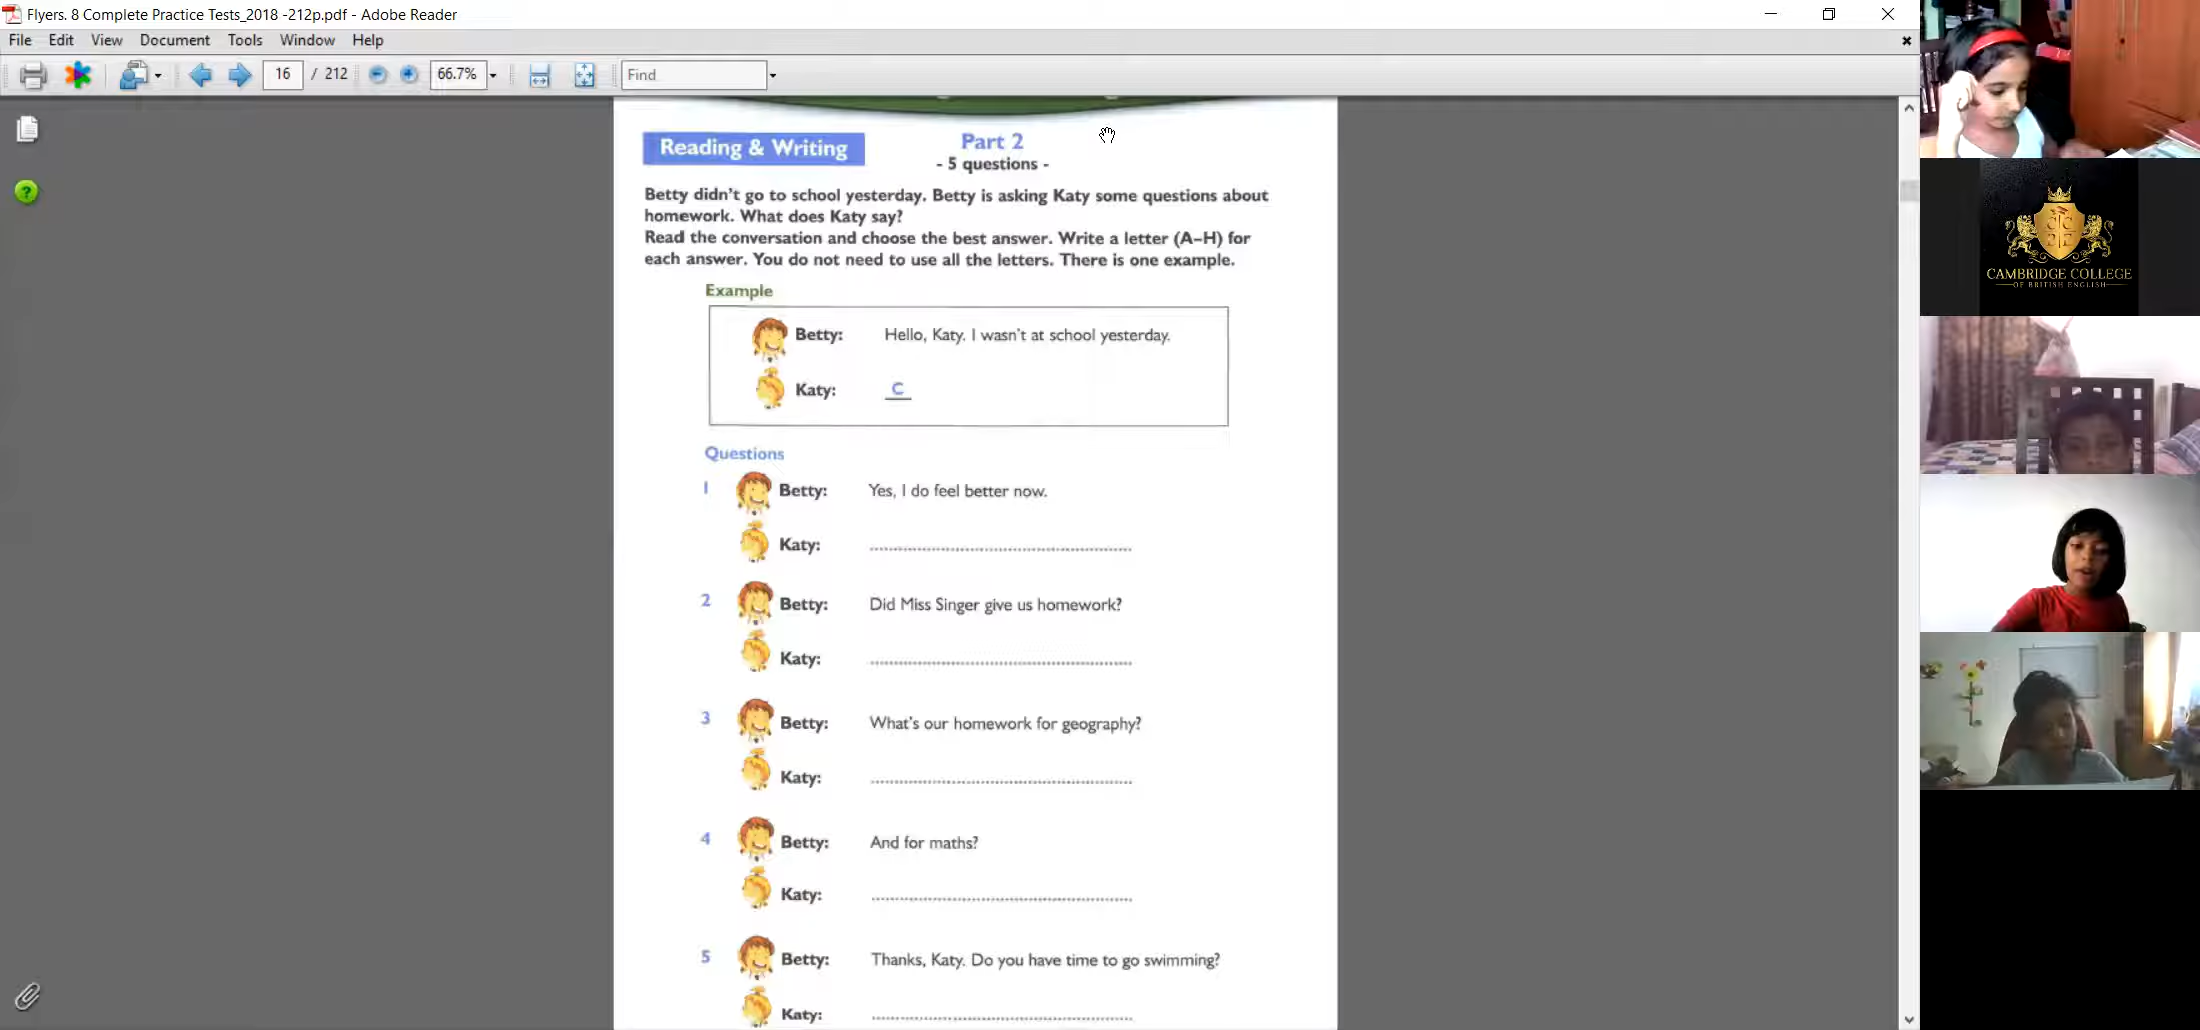 Flyers. 8 Complete Practice Tests_2018 -212p.pdf - Adobe Reader
File Edit View Document Tools Window Help
16 / 212 66.7% Find
Reading & Writing
Part 2
- 5 questions -
Betty didn't go to school yesterday. Betty is asking Katy some questions about
homework. What does Katy say?
Read the conversation and choose the best answer. Write a letter (A–H) for
each answer. You do not need to use all the letters. There is one example.
Example
Betty: Hello, Katy. I wasn't at school yesterday.
Katy: C
Questions
1 Betty: Yes, I do feel better now.
Katy: ................................................
2 Betty: Did Miss Singer give us homework?
Katy: ................................................
3 Betty: What's our homework for geography?
Katy: ................................................
4 Betty: And for maths?
Katy: ................................................
5 Betty: Thanks, Katy. Do you have time to go swimming?
Katy: ................................................
CAMBRIDGE COLLEGE
OF BRITISH ENGLISH